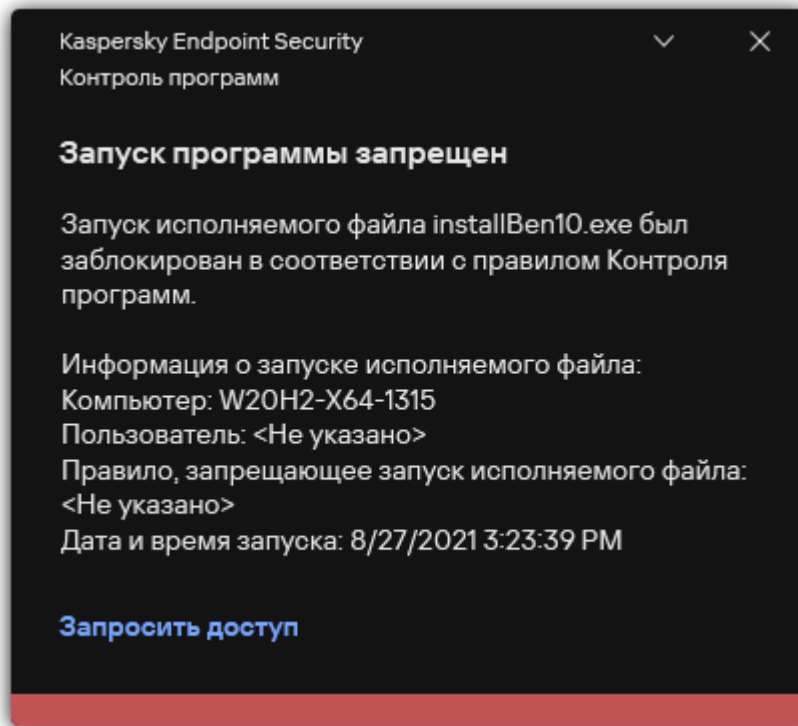 Kaspersky Endpoint Security
Контроль программ
Запуск программы запрещен
Запуск исполняемого файла installBen10.exe был
заблокирован в соответствии с правилом Контроля
программ.
Информация о запуске исполняемого файла:
Компьютер: W20H2-X64-1315
Пользователь: <Не указано>
Правило, запрещающее запуск исполняемого файла:
<Не указано>
Дата и время запуска: 8/27/2021 3:23:39 PM
Запросить доступ